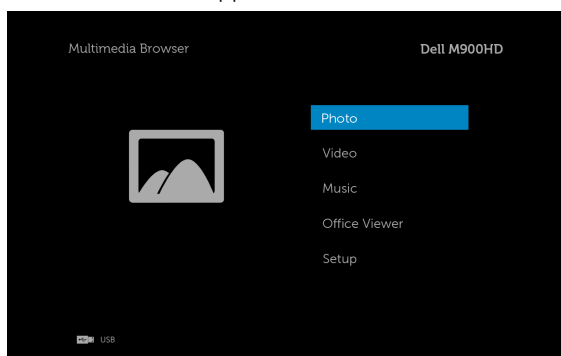 Multimedia Browser
Dell M900HD
Photo
Video
Music
Office Viewer
Setup
USB